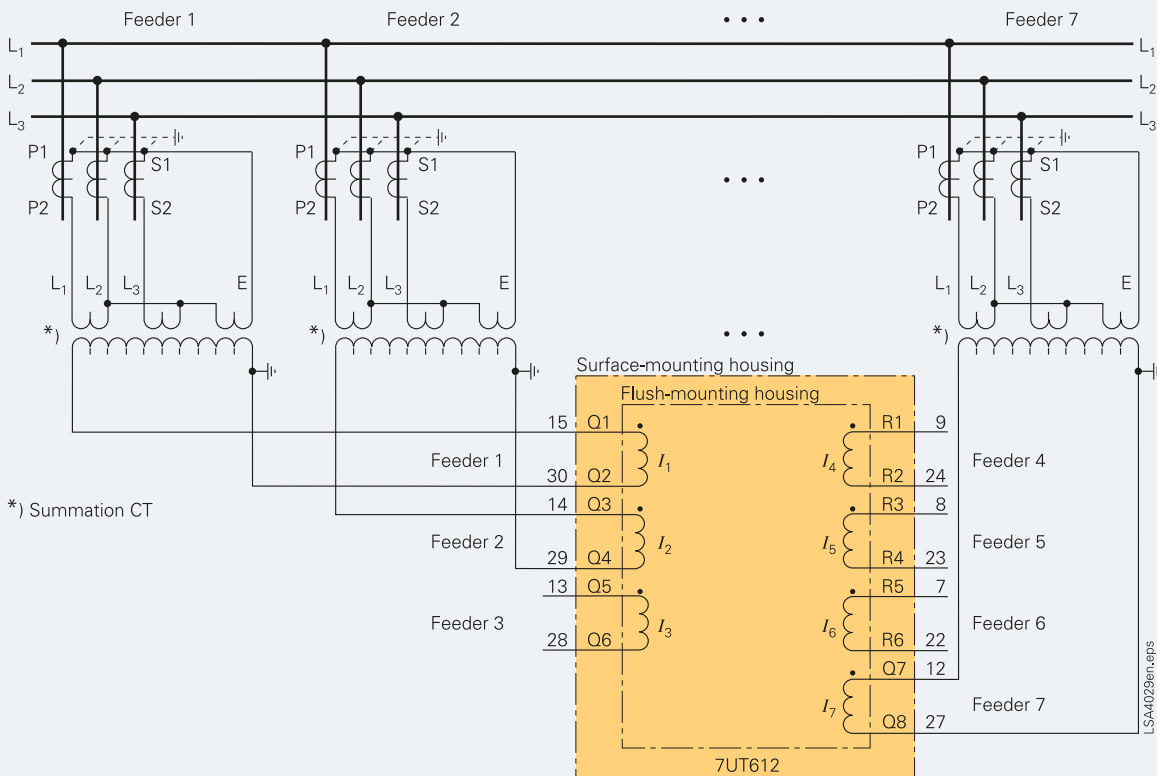 Feeder 1 Feeder 2 Feeder 7
L1 L1
L2 L2
L3 L3
P1 S1 P1 S1 P1 S1
P2 S2 P2 S2 P2 S2
L1 L2 L3 E L1 L2 L3 E L1 L2 L3 E
*) *) *)
Surface-mounting housing
Flush-mounting housing
15 Q1 R1 9
Feeder 1 I1 I4 Feeder 4
30 Q2 R2 24
*) Summation CT
14 Q3 R3 8
Feeder 2 I2 I5 Feeder 5
29 Q4 R4 23
13 Q5 R5 7
Feeder 3 I3 I6 Feeder 6
28 Q6 R6 22
Q7 12
I7 Feeder 7
Q8 27
7UT612
LSA4029en.eps